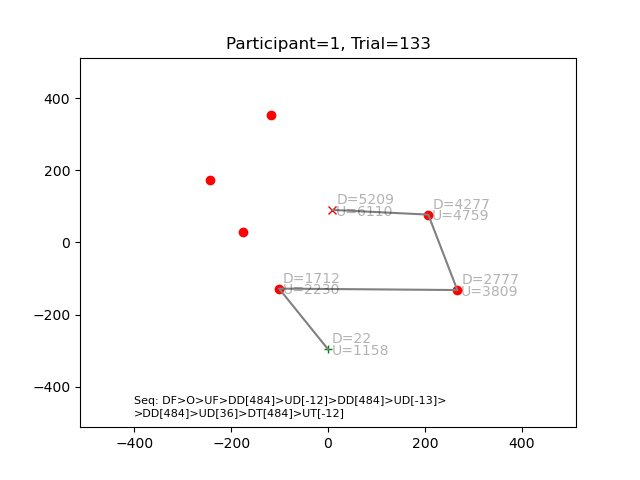 Participant=1, Trial=133
400
200
0
−200
−400
−400
−200
0
200
400
D=5209
U=6110
D=4277
U=4759
D=1712
U=2230
D=2777
U=3809
D=22
U=1158
Seq: DF>O>UF>DD[484]>UD[-12]>DD[484]>UD[-13]>
>DD[484]>UD[36]>DT[484]>UT[-12]